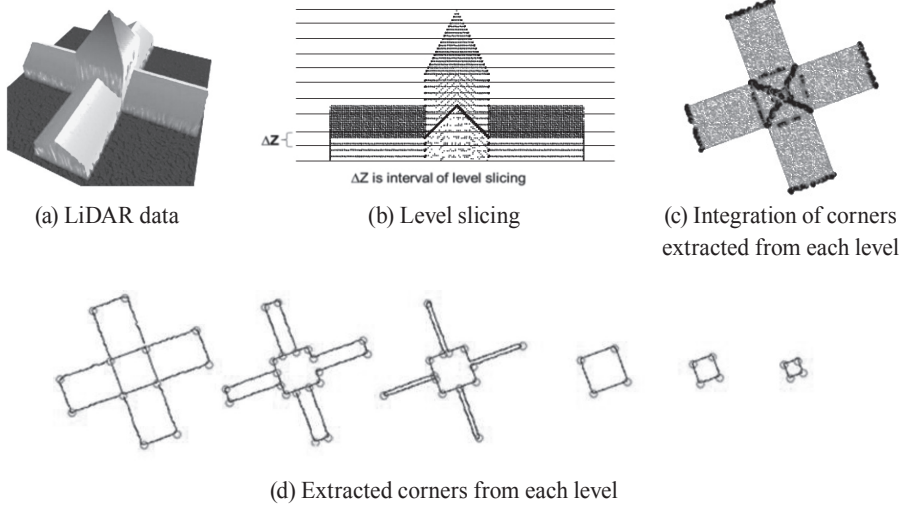 ΔZ
ΔZ is interval of level slicing
(a) LiDAR data
(b) Level slicing
(c) Integration of corners
extracted from each level
(d) Extracted corners from each level